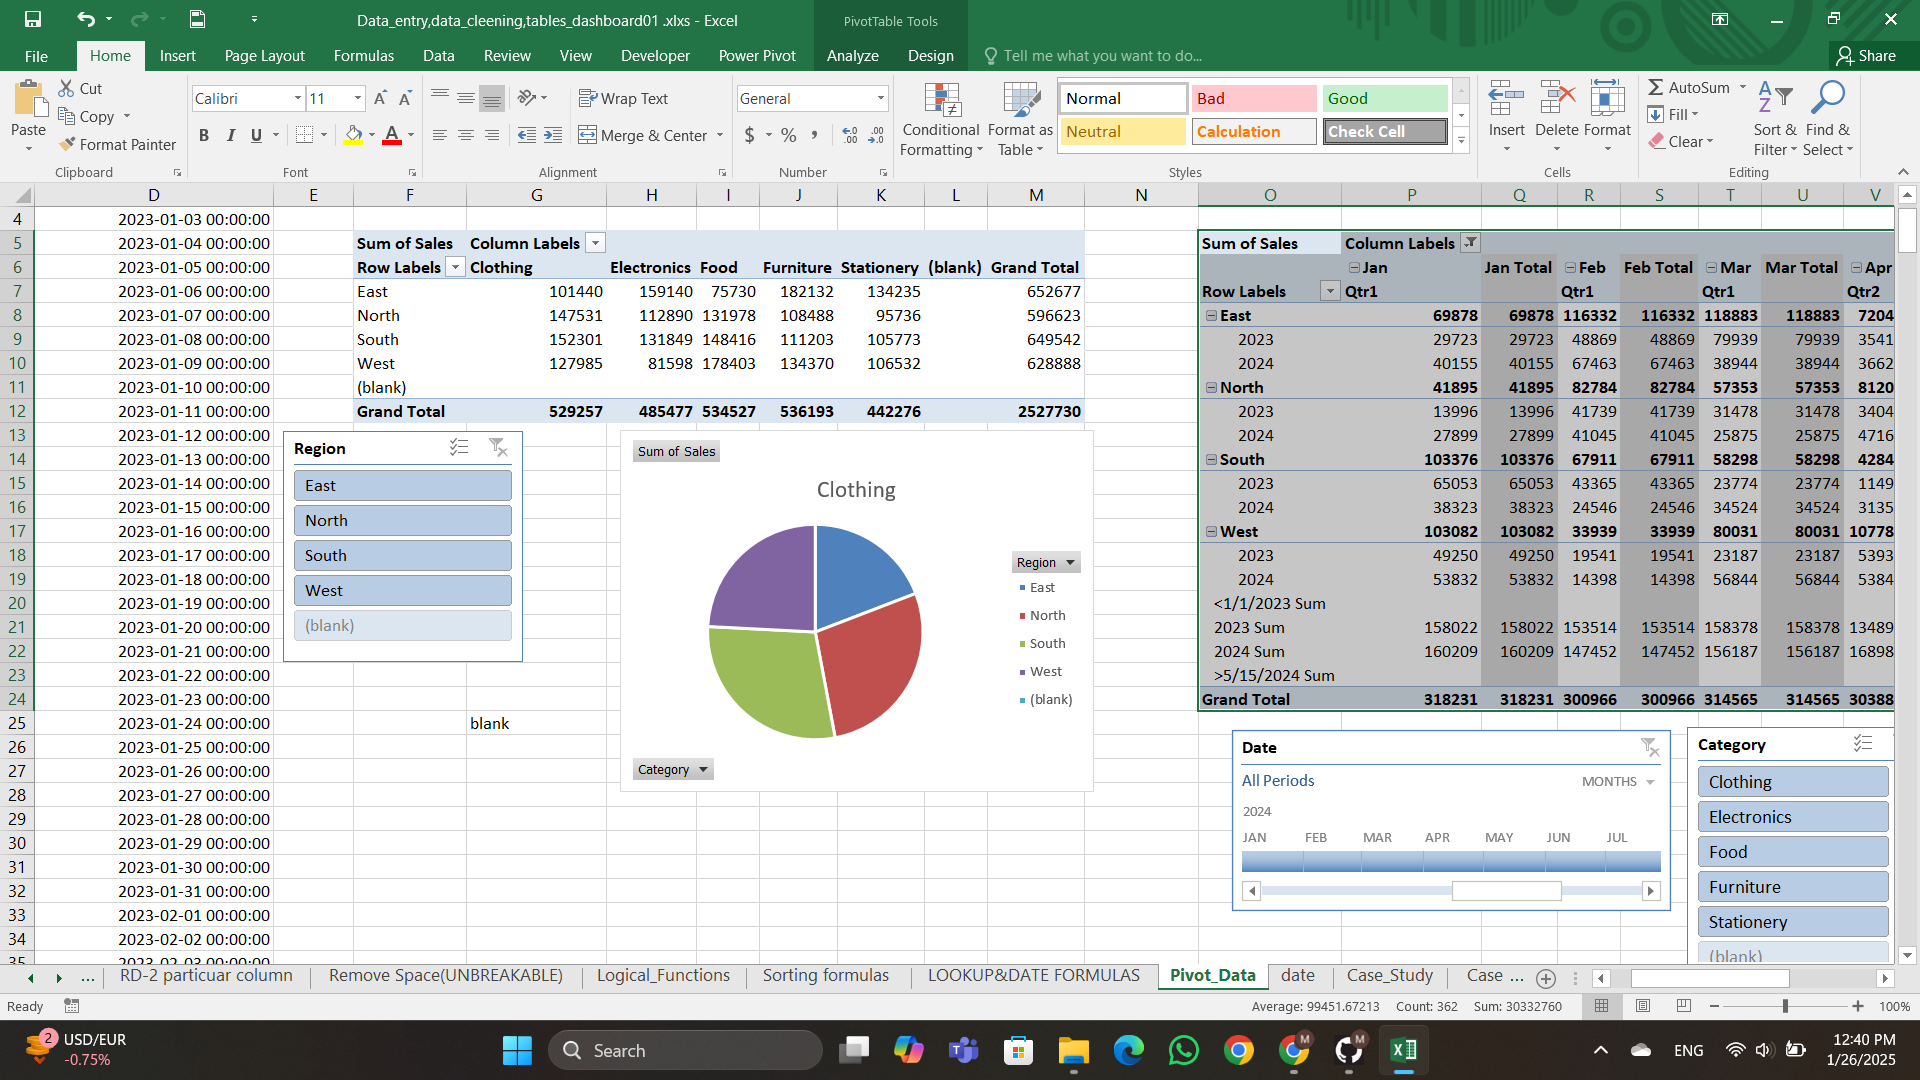 Data_entry,data_cleening,tables_dashboard01 .xlxs - Excel
PivotTable Tools
File Home Insert Page Layout Formulas Data Review View Developer Power Pivot Analyze Design Tell me what you want to do... Share
Paste Cut
Copy
Format Painter
Clipboard
Calibri 11
B I U
Font
Wrap Text
Merge & Center
Alignment
General
$ % ,
Number
Conditional Formatting
Format as Table
Normal Bad Good
Neutral Calculation Check Cell
Styles
Insert Delete Format
Cells
AutoSum
Fill
Clear
Sort & Filter
Find & Select
Editing
D E F G H I J K L M N O P Q R S T U V
4 2023-01-03 00:00:00
5 2023-01-04 00:00:00 Sum of Sales Column Labels Sum of Sales Column Labels
6 2023-01-05 00:00:00 Row Labels Clothing Electronics Food Furniture Stationery (blank) Grand Total Jan Jan Total Feb Feb Total Mar Mar Total Apr
7 2023-01-06 00:00:00 East 101440 159140 75730 182132 134235 652677 Row Labels Qtr1 Qtr1 Qtr1 Qtr2
8 2023-01-07 00:00:00 North 147531 112890 131978 108488 95736 596623 East 69878 69878 116332 116332 118883 118883 7204
9 2023-01-08 00:00:00 South 152301 131849 148416 111203 105773 649542 2023 29723 29723 48869 48869 79939 79939 3541
10 2023-01-09 00:00:00 West 127985 81598 178403 134370 106532 628888 2024 40155 40155 67463 67463 38944 38944 3662
11 2023-01-10 00:00:00 (blank) North 41895 41895 82784 82784 57353 57353 8120
12 2023-01-11 00:00:00 Grand Total 529257 485477 534527 536193 442276 2527730 2023 13996 13996 41739 41739 31478 31478 3404
13 2023-01-12 00:00:00 2024 27899 27899 41045 41045 25875 25875 4716
14 2023-01-13 00:00:00 South 103376 103376 67911 67911 58298 58298 4284
15 2023-01-14 00:00:00 2023 65053 65053 43365 43365 23774 23774 1149
16 2023-01-15 00:00:00 2024 38323 38323 24546 24546 34524 34524 3135
17 2023-01-16 00:00:00 West 103082 103082 33939 33939 80031 80031 10778
18 2023-01-17 00:00:00 2023 49250 49250 19541 19541 23187 23187 5393
19 2023-01-18 00:00:00 2024 53832 53832 14398 14398 56844 56844 5384
20 2023-01-19 00:00:00 <1/1/2023 Sum
21 2023-01-20 00:00:00 2023 Sum 158022 158022 153514 153514 158378 158378 13489
22 2023-01-21 00:00:00 2024 Sum 160209 160209 147452 147452 156187 156187 16898
23 2023-01-22 00:00:00 >5/15/2024 Sum
24 2023-01-23 00:00:00 Grand Total 318231 318231 300966 300966 314565 314565 30388
25 2023-01-24 00:00:00 blank
26 2023-01-25 00:00:00
27 2023-01-26 00:00:00
28 2023-01-27 00:00:00
29 2023-01-28 00:00:00
30 2023-01-29 00:00:00
31 2023-01-30 00:00:00
32 2023-01-31 00:00:00
33 2023-02-01 00:00:00
34 2023-02-02 00:00:00
35 2023-02-03 00:00:00
Region
East
North
South
West
(blank)
Sum of Sales
Clothing
Region
East
North
South
West
(blank)
Category
Date
All Periods MONTHS
2024
JAN FEB MAR APR MAY JUN JUL
Category
Clothing
Electronics
Food
Furniture
Stationery
(blank)
... RD-2 particuar column Remove Space(UNBREAKABLE) Logical_Functions Sorting formulas LOOKUP&DATE FORMULAS Pivot_Data date Case_Study Case ...
Ready Average: 99451.67213 Count: 362 Sum: 30332760 100%
2 USD/EUR
-0.75%
Search
M M
ENG
12:40 PM
1/26/2025